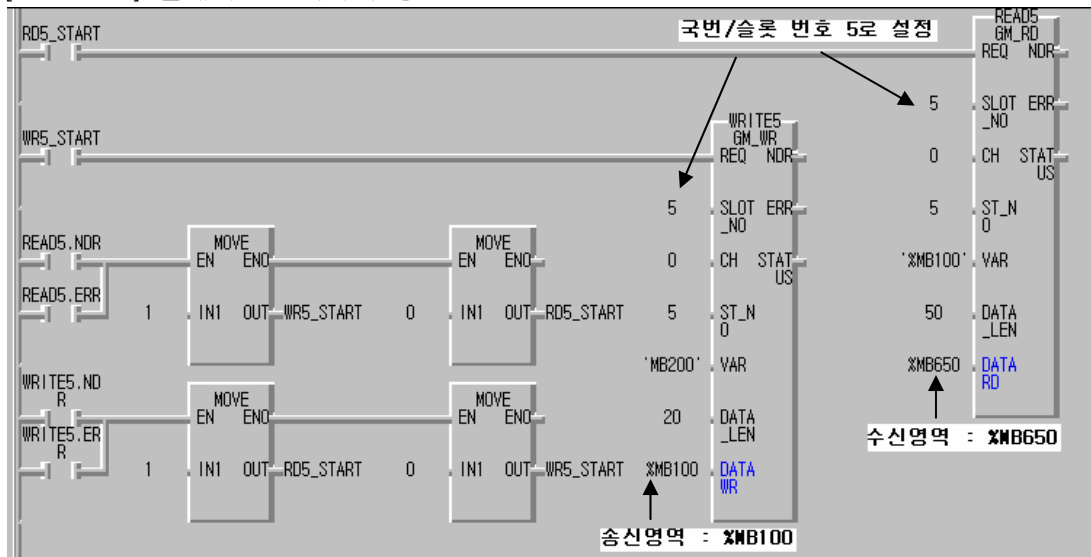 RD5_START
국번/슬롯 번호 5로 설정
READ5
GM_RD
REQ NDR
5 SLOT ERR
_NO
0 CH STAT
US
5 ST_N
O
'%MB100' VAR
50 DATA
_LEN
%MB650 DATA
RD
수신영역 : %MB650
WR5_START
WRITE5
GM_WR
REQ NDR
5 SLOT ERR
_NO
0 CH STAT
US
5 ST_N
O
'MB200' VAR
20 DATA
_LEN
%MB100 DATA
WR
송신영역 : %MB100
READ5.NDR
READ5.ERR
MOVE
EN ENO
1 IN1 OUT WR5_START
MOVE
EN ENO
0 IN1 OUT RD5_START
WRITE5.ND
R
WRITE5.ER
R
MOVE
EN ENO
1 IN1 OUT RD5_START
MOVE
EN ENO
0 IN1 OUT WR5_START